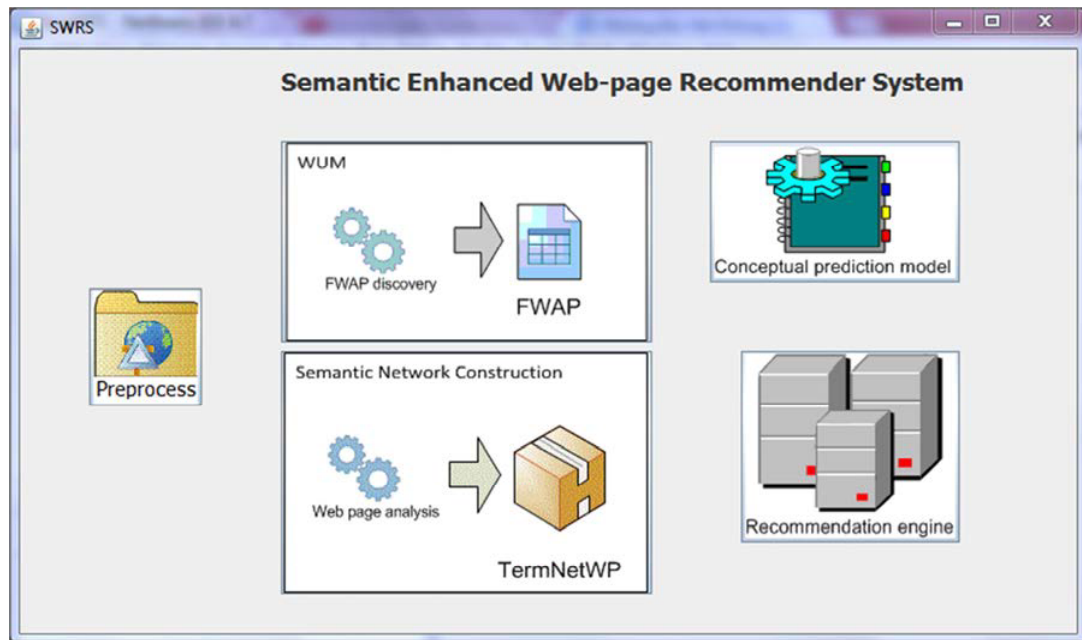 SWRS
Semantic Enhanced Web-page Recommender System
WUM
FWAP discovery
FWAP
Preprocess
Semantic Network Construction
Web page analysis
TermNetWP
Conceptual prediction model
Recommendation engine